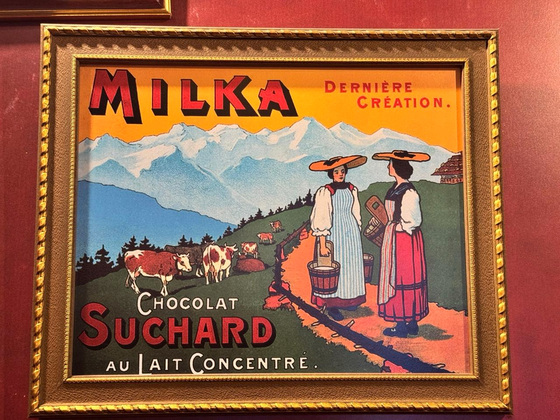 MILKA
DERNIÈRE
CRÉATION.
CHOCOLAT
SUCHARD
AU LAIT CONCENTRÉ.